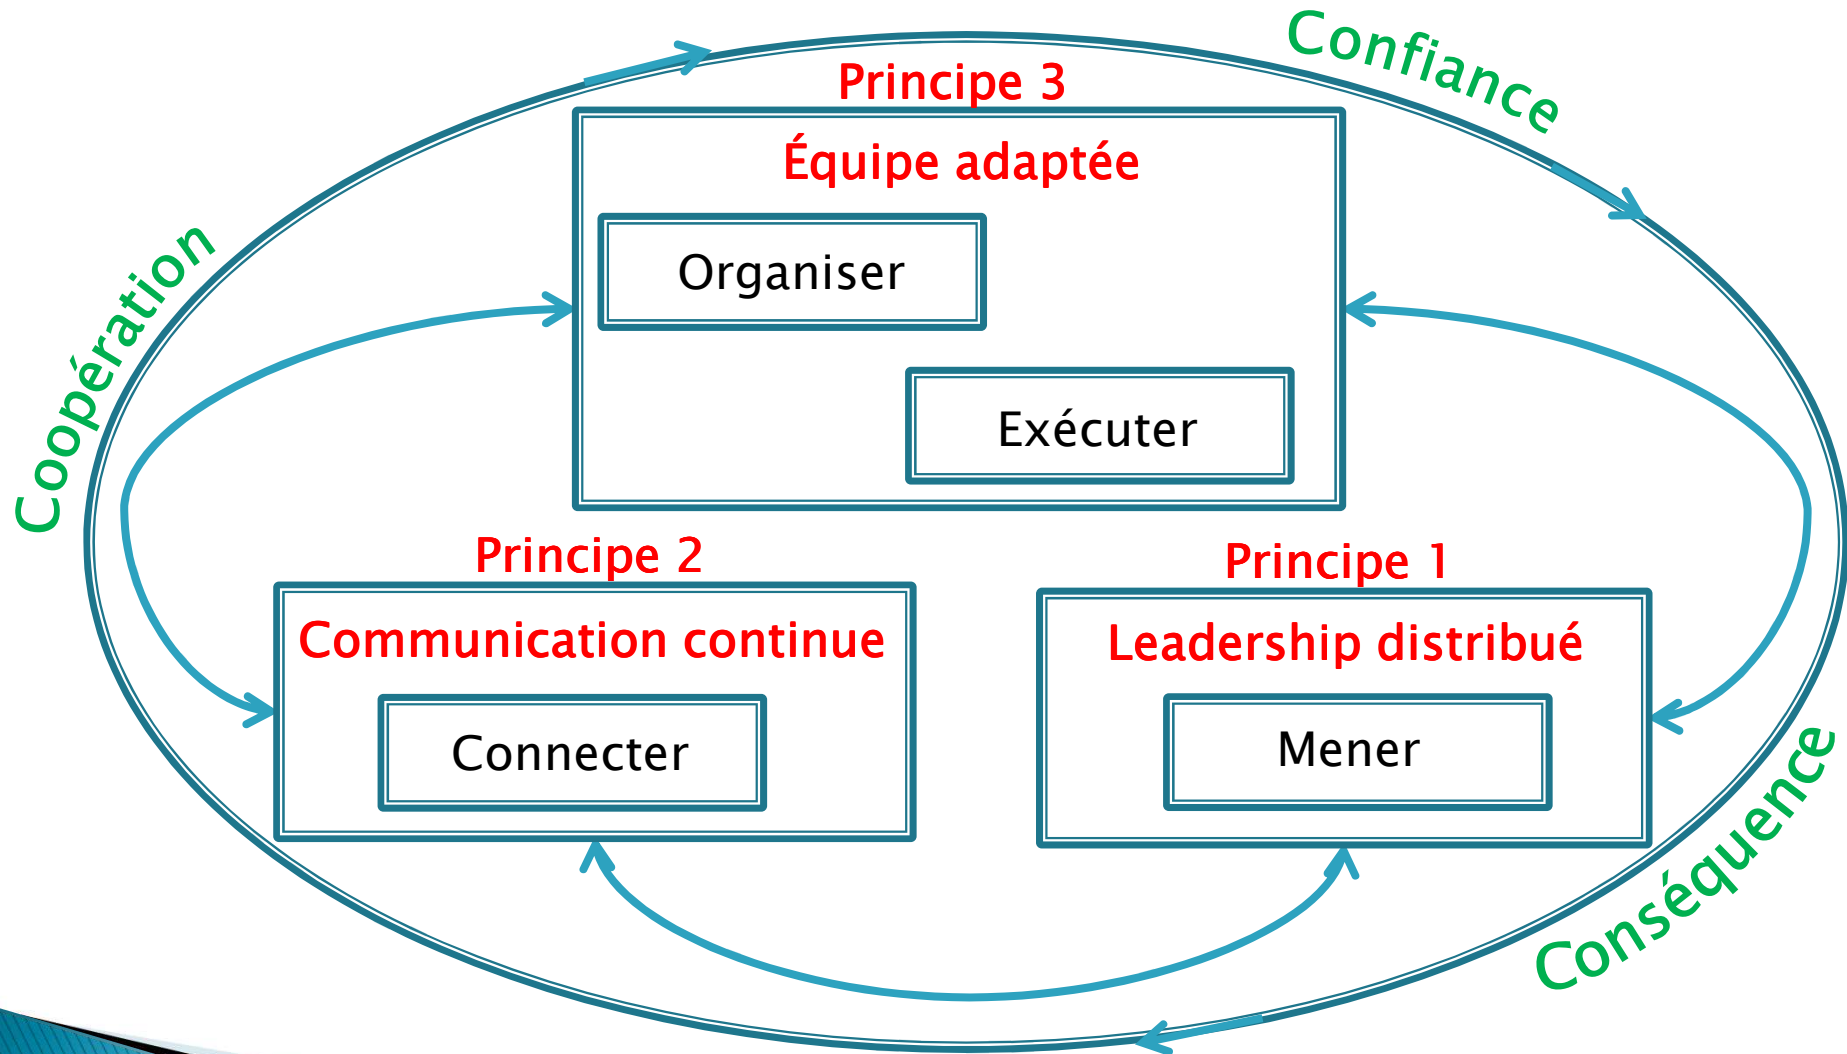 Confiance
Principe 3
Équipe adaptée
Organiser
Coopération
Exécuter
Principe 2
Communication continue
Connecter
Principe 1
Leadership distribué
Mener
Conséquence